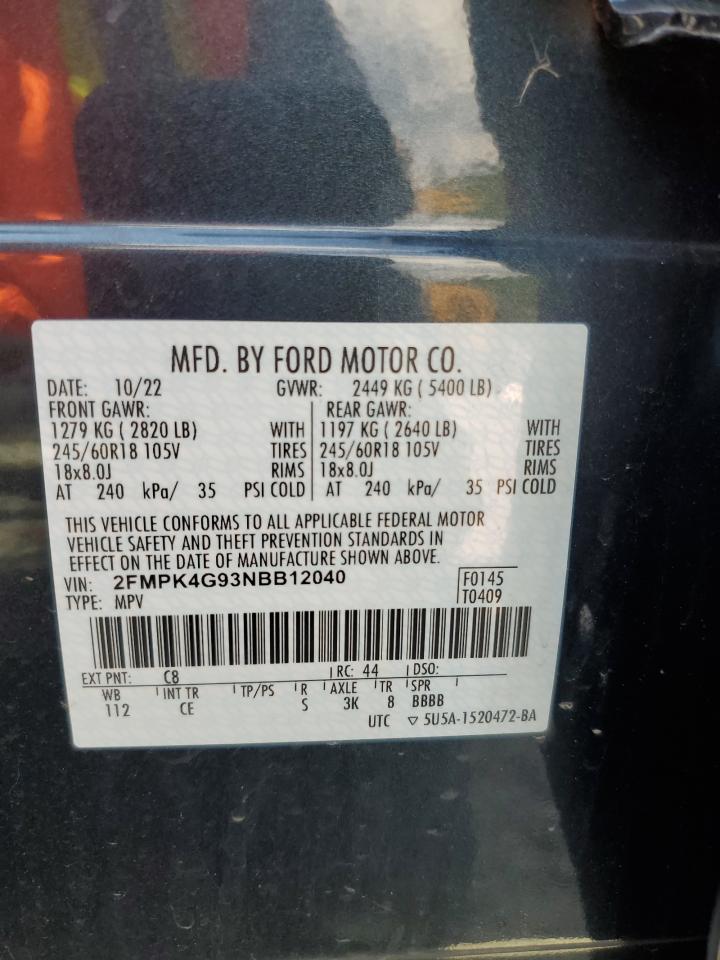 MFD. BY FORD MOTOR CO.
DATE: 10/22 GVWR: 2449 KG ( 5400 LB)
FRONT GAWR: REAR GAWR:
1279 KG ( 2820 LB) WITH 1197 KG ( 2640 LB) WITH
245/60R18 105V TIRES 245/60R18 105V TIRES
18x8.0J RIMS 18x8.0J RIMS
AT 240 kPa/ 35 PSI COLD AT 240 kPa/ 35 PSI COLD
THIS VEHICLE CONFORMS TO ALL APPLICABLE FEDERAL MOTOR
VEHICLE SAFETY AND THEFT PREVENTION STANDARDS IN
EFFECT ON THE DATE OF MANUFACTURE SHOWN ABOVE.
VIN: 2FMPK4G93NBB12040 F0145
TYPE: MPV T0409
EXT PNT: C8 RC: 44 DSO:
WB INT TR TP/PS R AXLE TR SPR
112 CE S 3K 8 BBBB
UTC ▽ 5U5A-1520472-BA